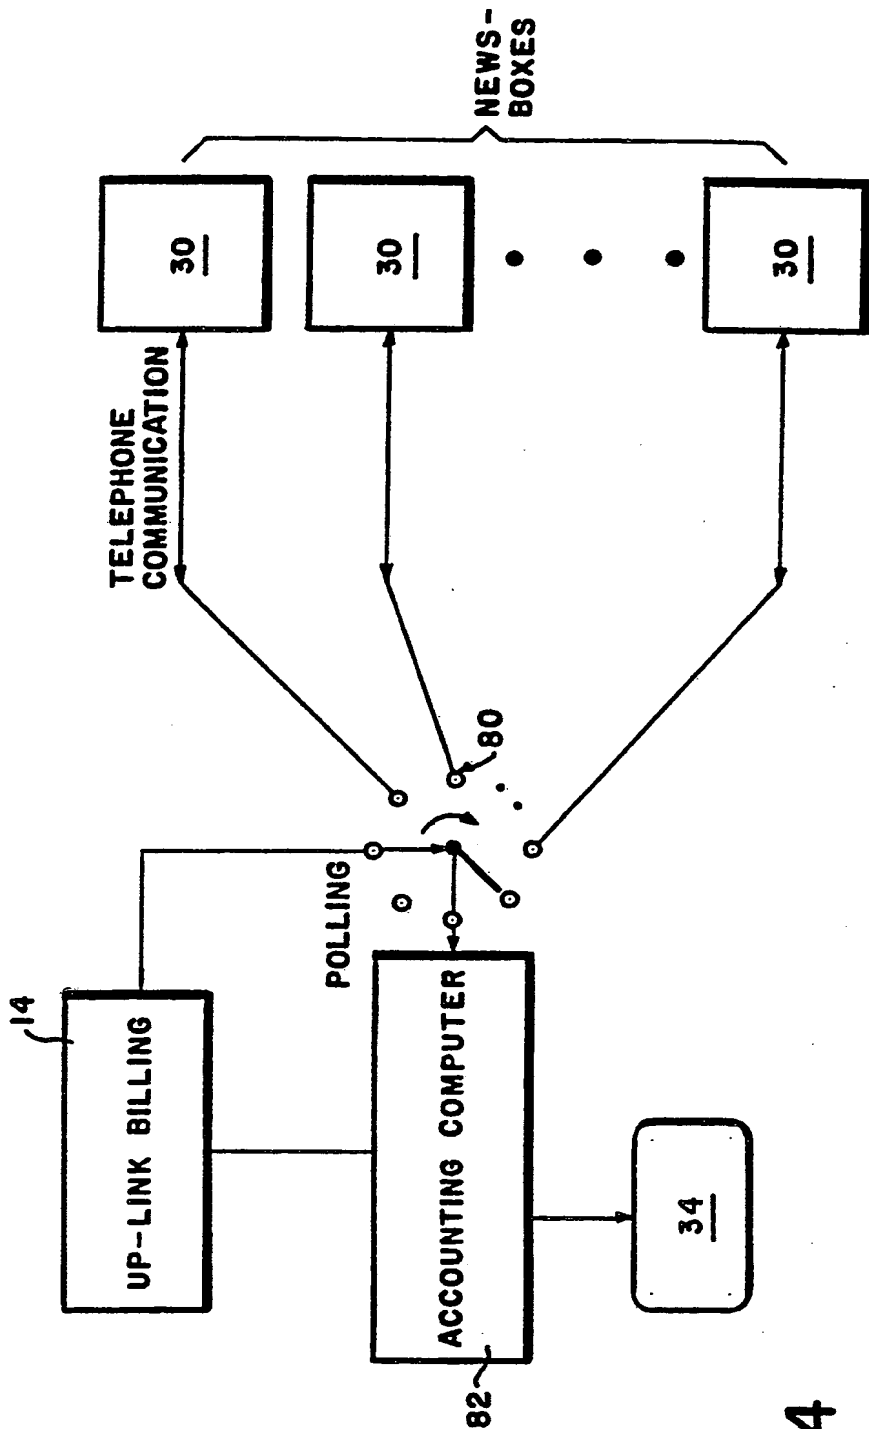 14
UP-LINK BILLING
82
ACCOUNTING COMPUTER
34
POLLING
80
TELEPHONE
COMMUNICATION
30
30
30
NEWS-
BOXES
4